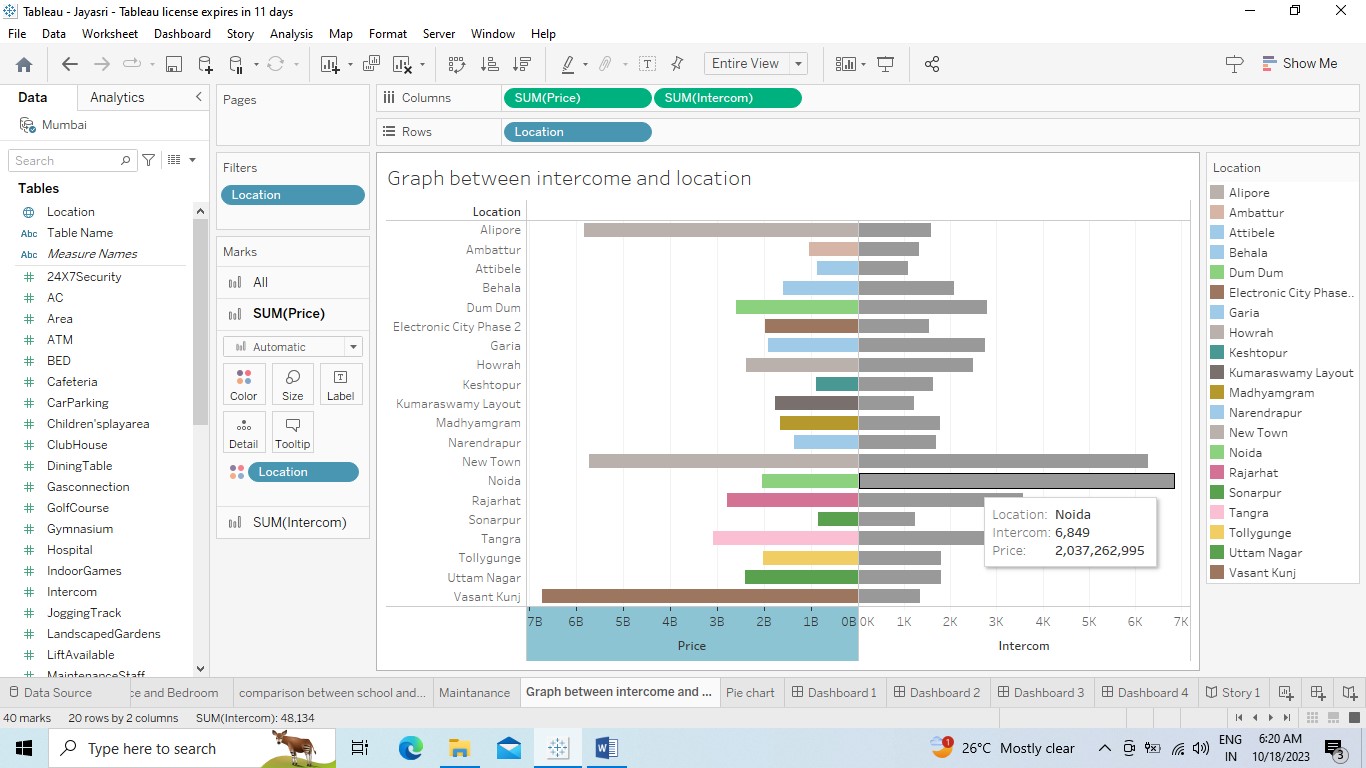 Tableau - Jayasri - Tableau license expires in 11 days
File Data Worksheet Dashboard Story Analysis Map Format Server Window Help
Entire View
Show Me
Data Analytics
Mumbai
Search
Tables
Location
Abc Table Name
Abc Measure Names
24X7Security
AC
Area
ATM
BED
Cafeteria
CarParking
Children'splayarea
ClubHouse
DiningTable
Gasconnection
GolfCourse
Gymnasium
Hospital
IndoorGames
Intercom
JoggingTrack
LandscapedGardens
LiftAvailable
MaintenanceStaff
Pages
Filters
Location
Marks
All
SUM(Price)
Automatic
Color Size Label
Detail Tooltip
Location
SUM(Intercom)
Columns SUM(Price) SUM(Intercom)
Rows Location
Graph between intercome and location
Location
Alipore
Ambattur
Attibele
Behala
Dum Dum
Electronic City Phase 2
Garia
Howrah
Keshtopur
Kumaraswamy Layout
Madhyamgram
Narendrapur
New Town
Noida
Rajarhat
Sonarpur
Tangra
Tollygunge
Uttam Nagar
Vasant Kunj
7B 6B 5B 4B 3B 2B 1B 0B 0K 1K 2K 3K 4K 5K 6K 7K
Price Intercom
Location: Noida
Intercom: 6,849
Price: 2,037,262,995
Location
Alipore
Ambattur
Attibele
Behala
Dum Dum
Electronic City Phase..
Garia
Howrah
Keshtopur
Kumaraswamy Layout
Madhyamgram
Narendrapur
New Town
Noida
Rajarhat
Sonarpur
Tangra
Tollygunge
Uttam Nagar
Vasant Kunj
Data Source ce and Bedroom comparison between school and... Maintanance Graph between intercome and ... Pie chart Dashboard 1 Dashboard 2 Dashboard 3 Dashboard 4 Story 1
40 marks 20 rows by 2 columns SUM(Intercom): 48,134
Type here to search
26°C Mostly clear
ENG
IN
6:20 AM
10/18/2023
3